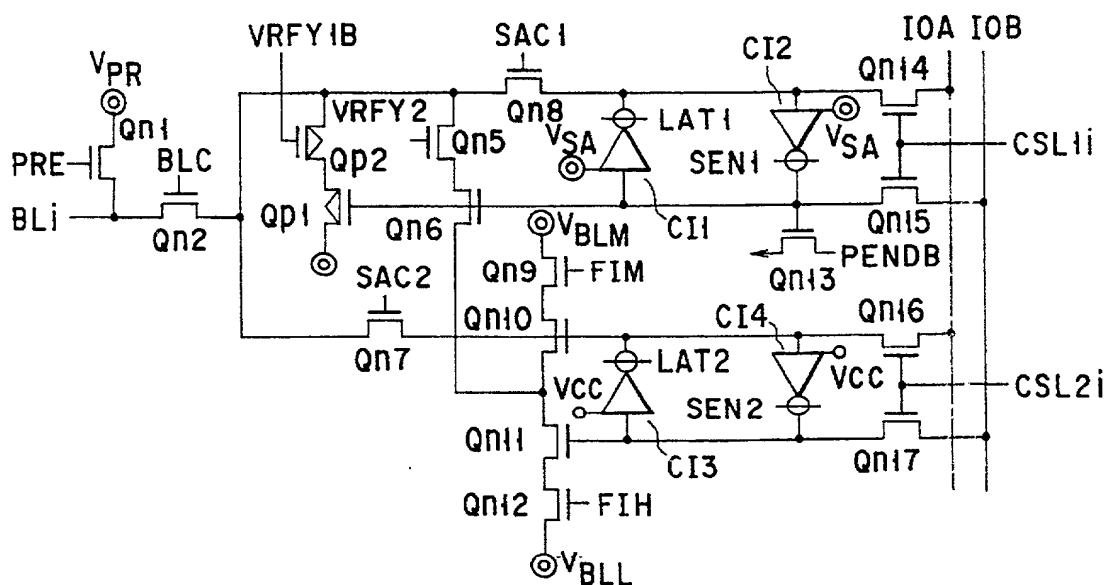 IOA IOB
VRFY1B
SAC1
CI2
Qn14
VPR
VRFY2
Qn8
LAT1
VSA
Qn1
Qn5
VSA
SEN1
CSL1i
PRE
BLC
Qp2
BLi
Qn2
Qp1
Qn6
VBLM
CI1
Qn15
Qn9
FIM
Qn13
PENDB
SAC2
Qn10
CI4
Qn16
Qn7
LAT2
VCC
VCC
SEN2
CSL2i
Qn11
CI3
Qn17
Qn12
FIH
VBLL